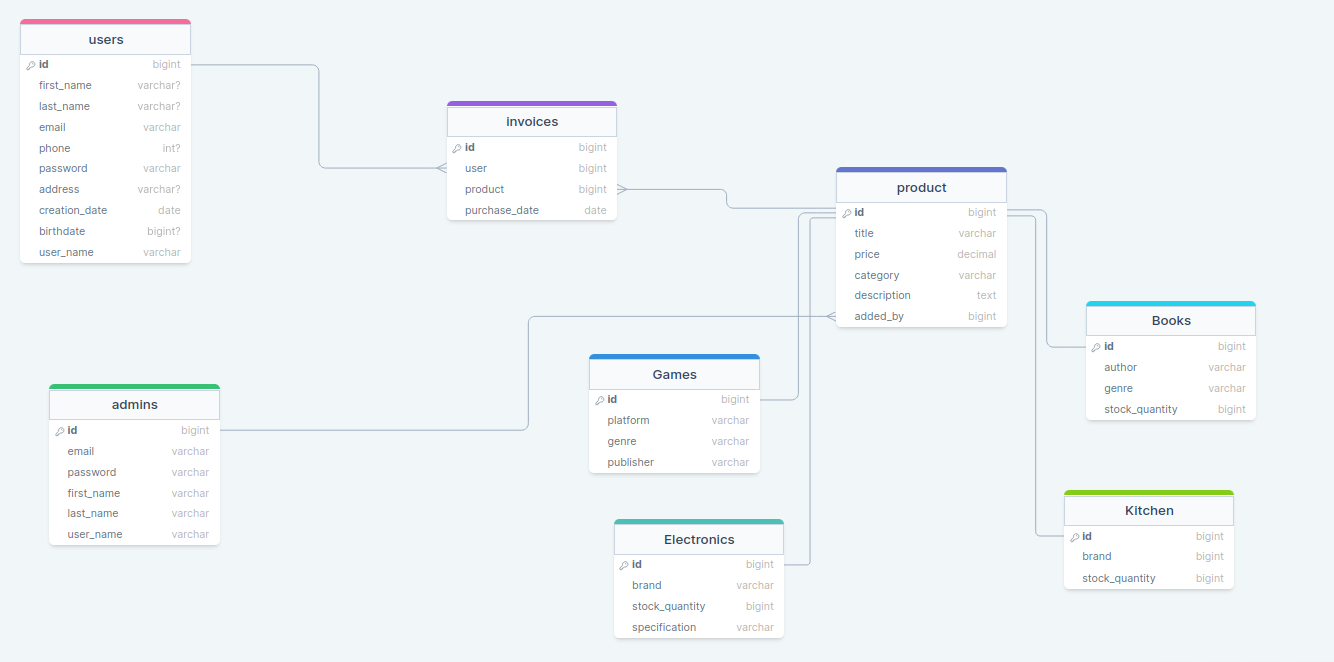 users
id bigint
first_name varchar?
last_name varchar?
email varchar
phone int?
password varchar
address varchar?
creation_date date
birthdate bigint?
user_name varchar
invoices
id bigint
user bigint
product bigint
purchase_date date
product
id bigint
title varchar
price decimal
category varchar
description text
added_by bigint
Books
id bigint
author varchar
genre varchar
stock_quantity bigint
Games
id bigint
platform varchar
genre varchar
publisher varchar
admins
id bigint
email varchar
password varchar
first_name varchar
last_name varchar
user_name varchar
Kitchen
id bigint
brand bigint
stock_quantity bigint
Electronics
id bigint
brand varchar
stock_quantity bigint
specification varchar